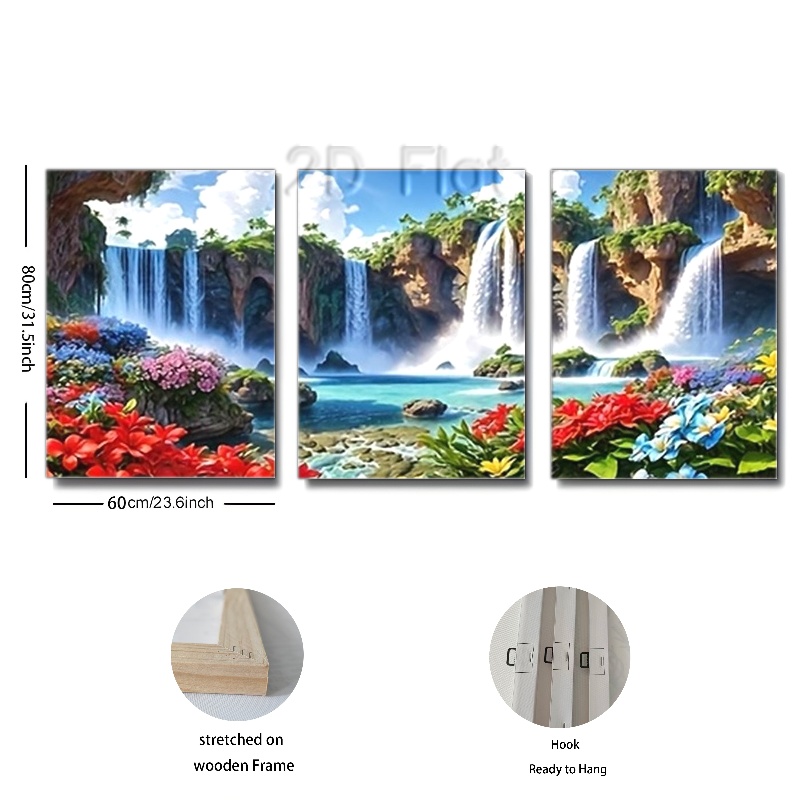 2D Flat
80cm/31.5inch
60cm/23.6inch
stretched on
wooden Frame
Hook
Ready to Hang